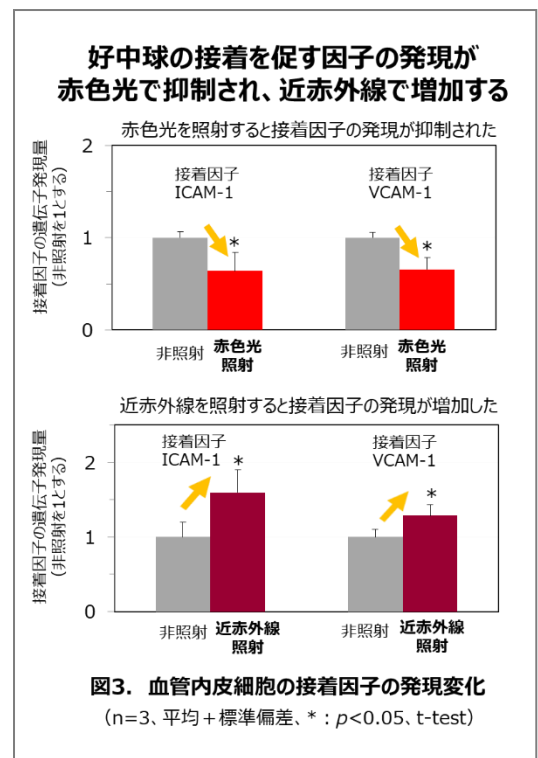 好中球の接着を促す因子の発現が
赤色光で抑制され、近赤外線で増加する
赤色光を照射すると接着因子の発現が抑制された
接着因子の遺伝子発現量
(非照射を1とする)
2
1
0
接着因子
ICAM-1
接着因子
VCAM-1
*
*
非照射
赤色光
照射
非照射
赤色光
照射
近赤外線を照射すると接着因子の発現が増加した
接着因子の遺伝子発現量
(非照射を1とする)
2
1
0
接着因子
ICAM-1
接着因子
VCAM-1
*
*
非照射
近赤外線
照射
非照射
近赤外線
照射
図3. 血管内皮細胞の接着因子の発現変化
(n=3、平均+標準偏差、*:p<0.05、t-test)